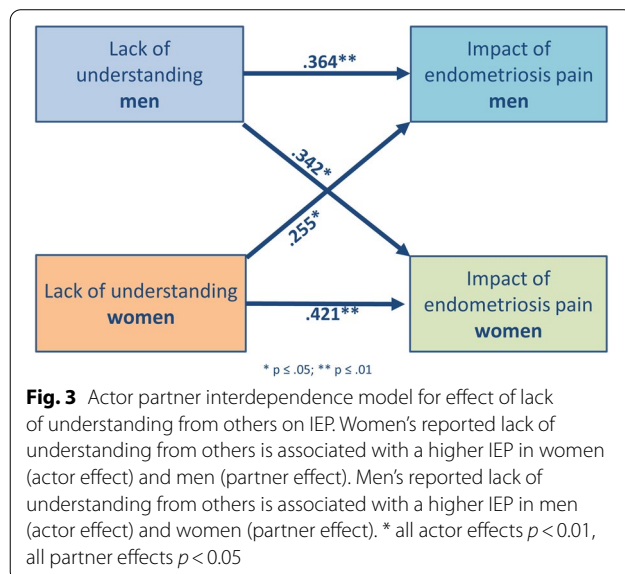 Lack of
understanding
men
.364**
Impact of
endometriosis pain
men
.342*
.255*
Lack of understanding
women
.421**
Impact of
endometriosis pain
women
* p ≤ .05; ** p ≤ .01
Fig. 3 Actor partner interdependence model for effect of lack
of understanding from others on IEP. Women’s reported lack of
understanding from others is associated with a higher IEP in women
(actor effect) and men (partner effect). Men’s reported lack of
understanding from others is associated with a higher IEP in men
(actor effect) and women (partner effect). * all actor effects p < 0.01,
all partner effects p < 0.05